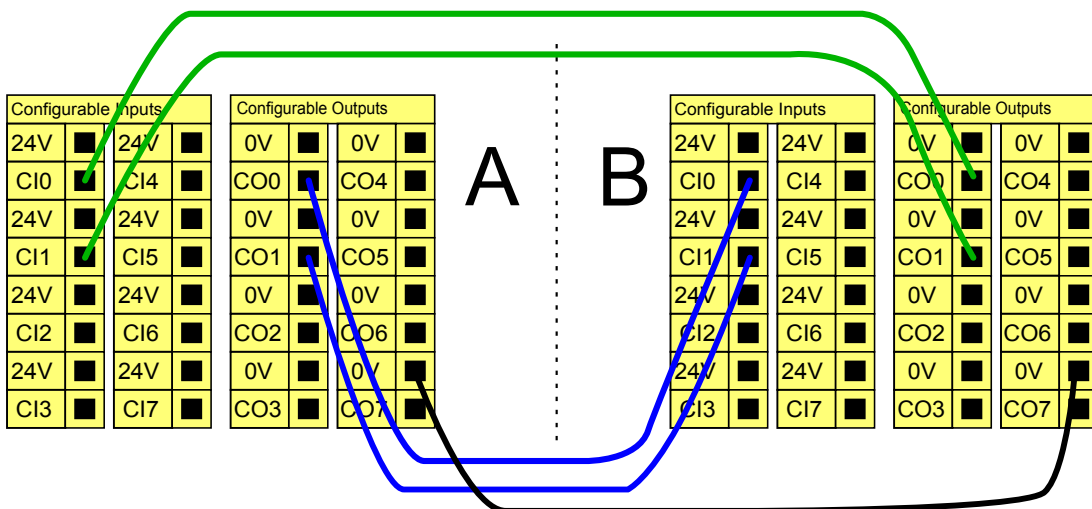 Configurable Inputs Configurable Outputs Configurable Inputs Configurable Outputs
24V 24V 0V 0V A B 24V 24V 0V 0V
CI0 CI4 CO0 CO4 CI0 CI4 CO0 CO4
24V 24V 0V 0V 24V 24V 0V 0V
CI1 CI5 CO1 CO5 CI1 CI5 CO1 CO5
24V 24V 0V 0V 24V 24V 0V 0V
CI2 CI6 CO2 CO6 CI2 CI6 CO2 CO6
24V 24V 0V 0V 24V 24V 0V 0V
CI3 CI7 CO3 CO7 CI3 CI7 CO3 CO7